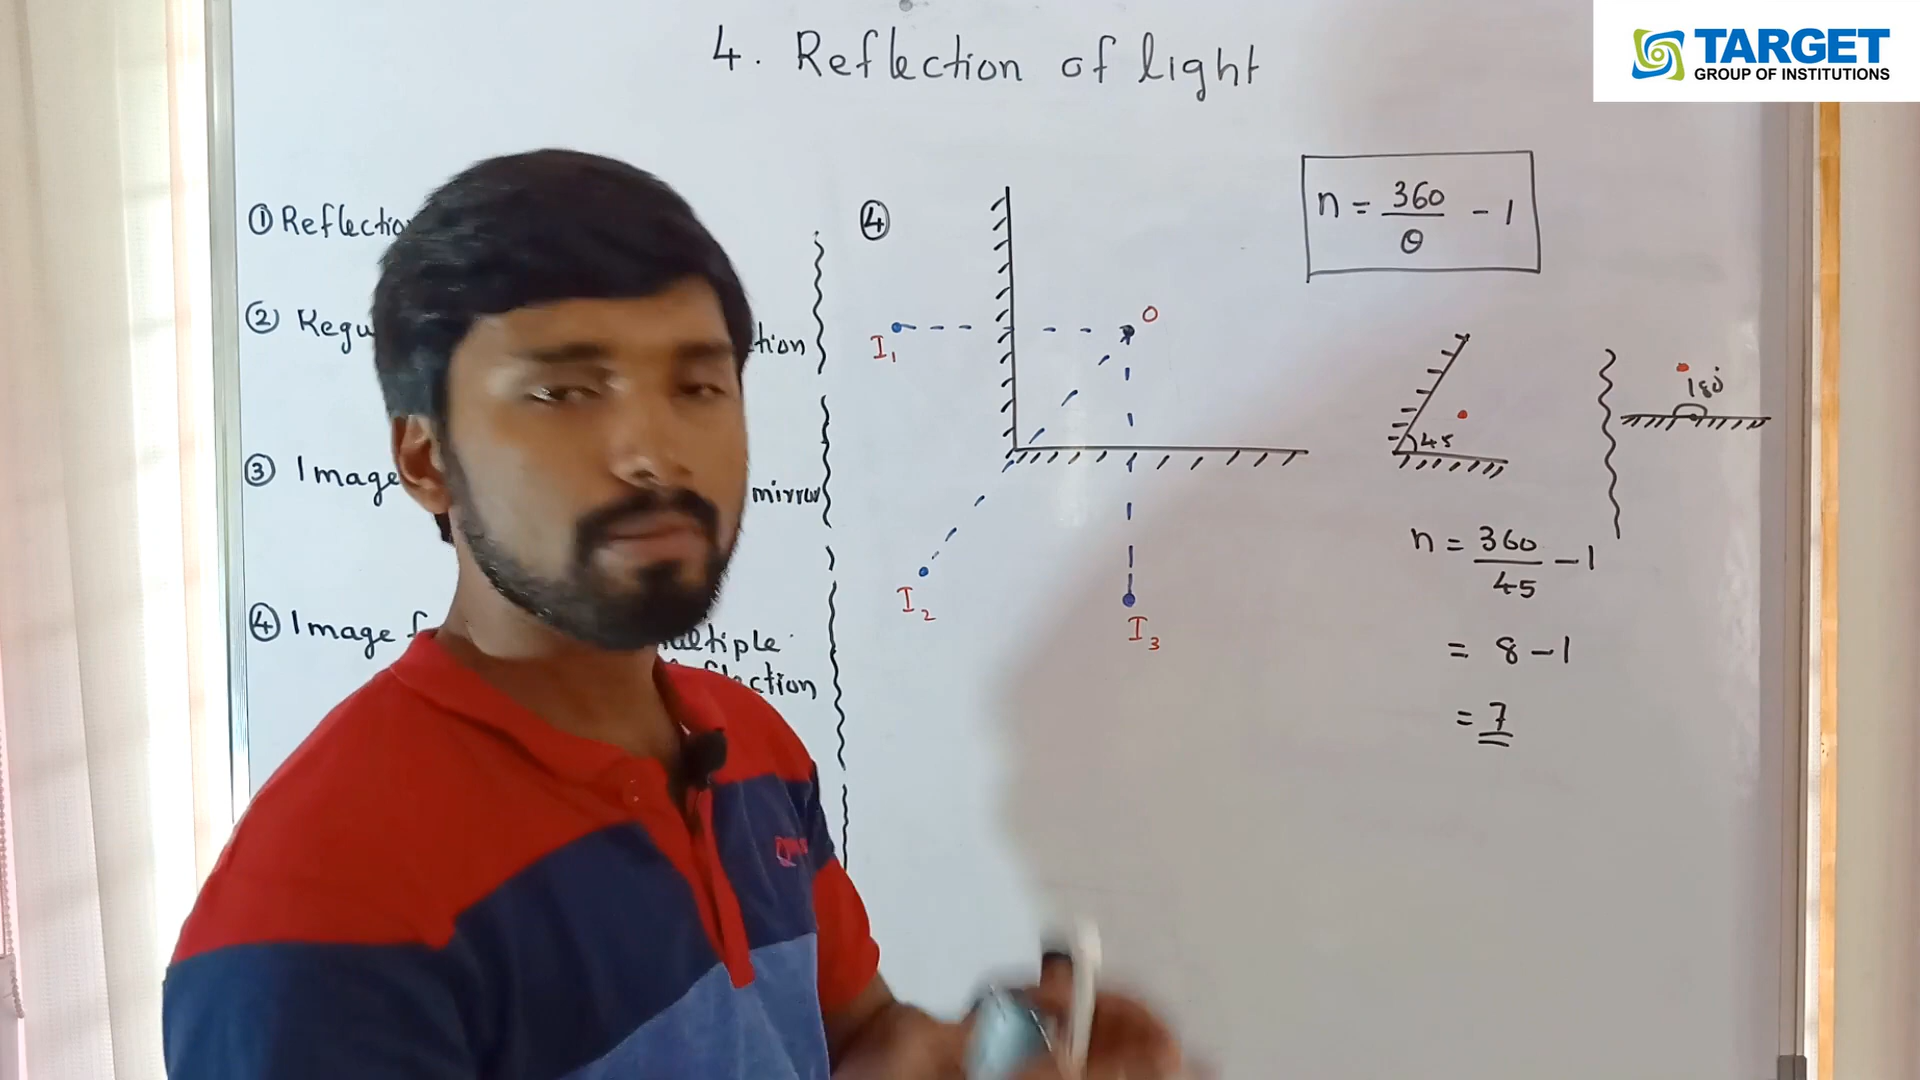 TARGET
GROUP OF INSTITUTIONS
4. Reflection of light
① Reflectio
② Regu tion
③ Image mirror
④ Image f multiple
ction
④
O
I₁
I₂
I₃
n = 360/θ - 1
45
180°
n = 360/45 - 1
= 8 - 1
= 7